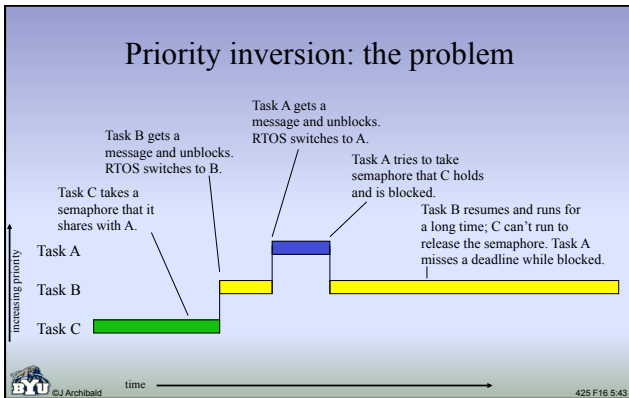 Priority inversion: the problem
Task A gets a
message and unblocks.
RTOS switches to A.
Task B gets a
message and unblocks.
RTOS switches to B.
Task A tries to take
semaphore that C holds
and is blocked.
Task C takes a
semaphore that it
shares with A.
Task B resumes and runs for
a long time; C can't run to
release the semaphore. Task A
misses a deadline while blocked.
increasing priority
Task A
Task B
Task C
time
BYU
©J Archibald
425 F16 5:43